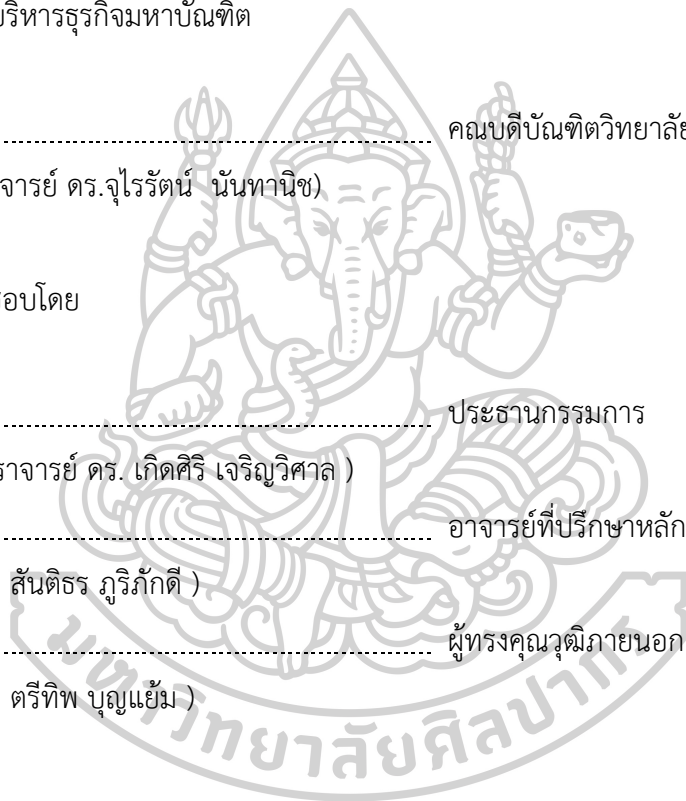 บริหารธุรกิจมหาบัณฑิต
คณบดีบัณฑิตวิทยาลัย
จารย์ ดร.จุไรรัตน์ นันทานิช)
สอบโดย
ประธานกรรมการ
ราจารย์ ดร. เกิดศิริ เจริญวิศาล )
อาจารย์ที่ปรึกษาหลัก
สันติธร ภูริภักดี )
ผู้ทรงคุณวุฒิภายนอก
ตรีทิพ บุญแย้ม )
มหาวิทยาลัยศิลปากร